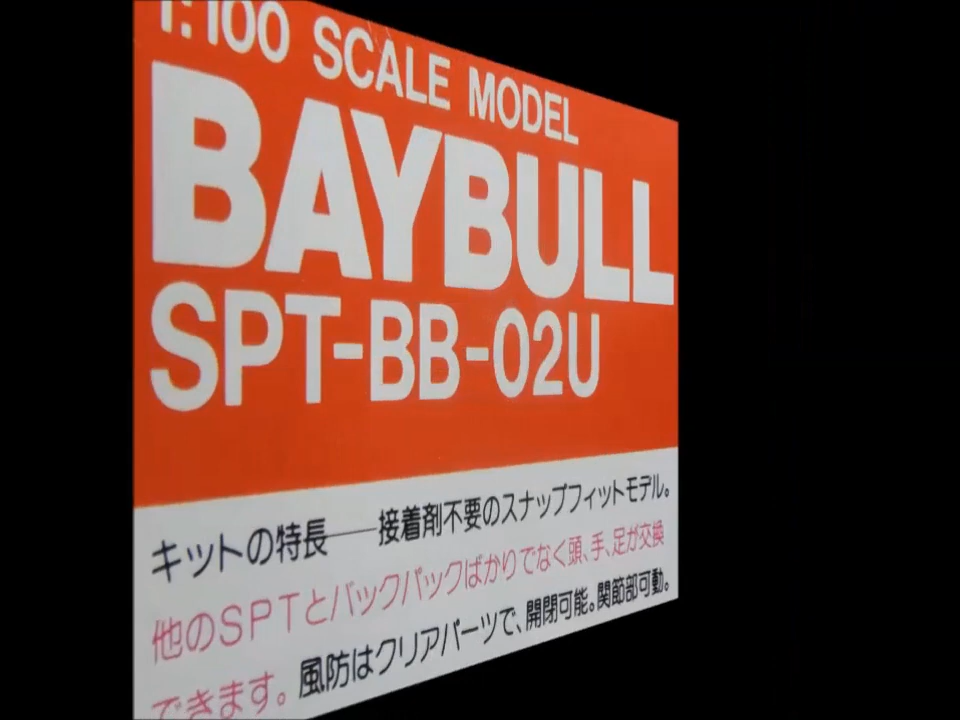 1:100 SCALE MODEL
BAYBULL
SPT-BB-02U
キットの特長――接着剤不要のスナップフィットモデル。
他のSPTとバックパックばかりでなく頭、手、足が交換
できます。風防はクリアパーツで、開閉可能。関節部可動。